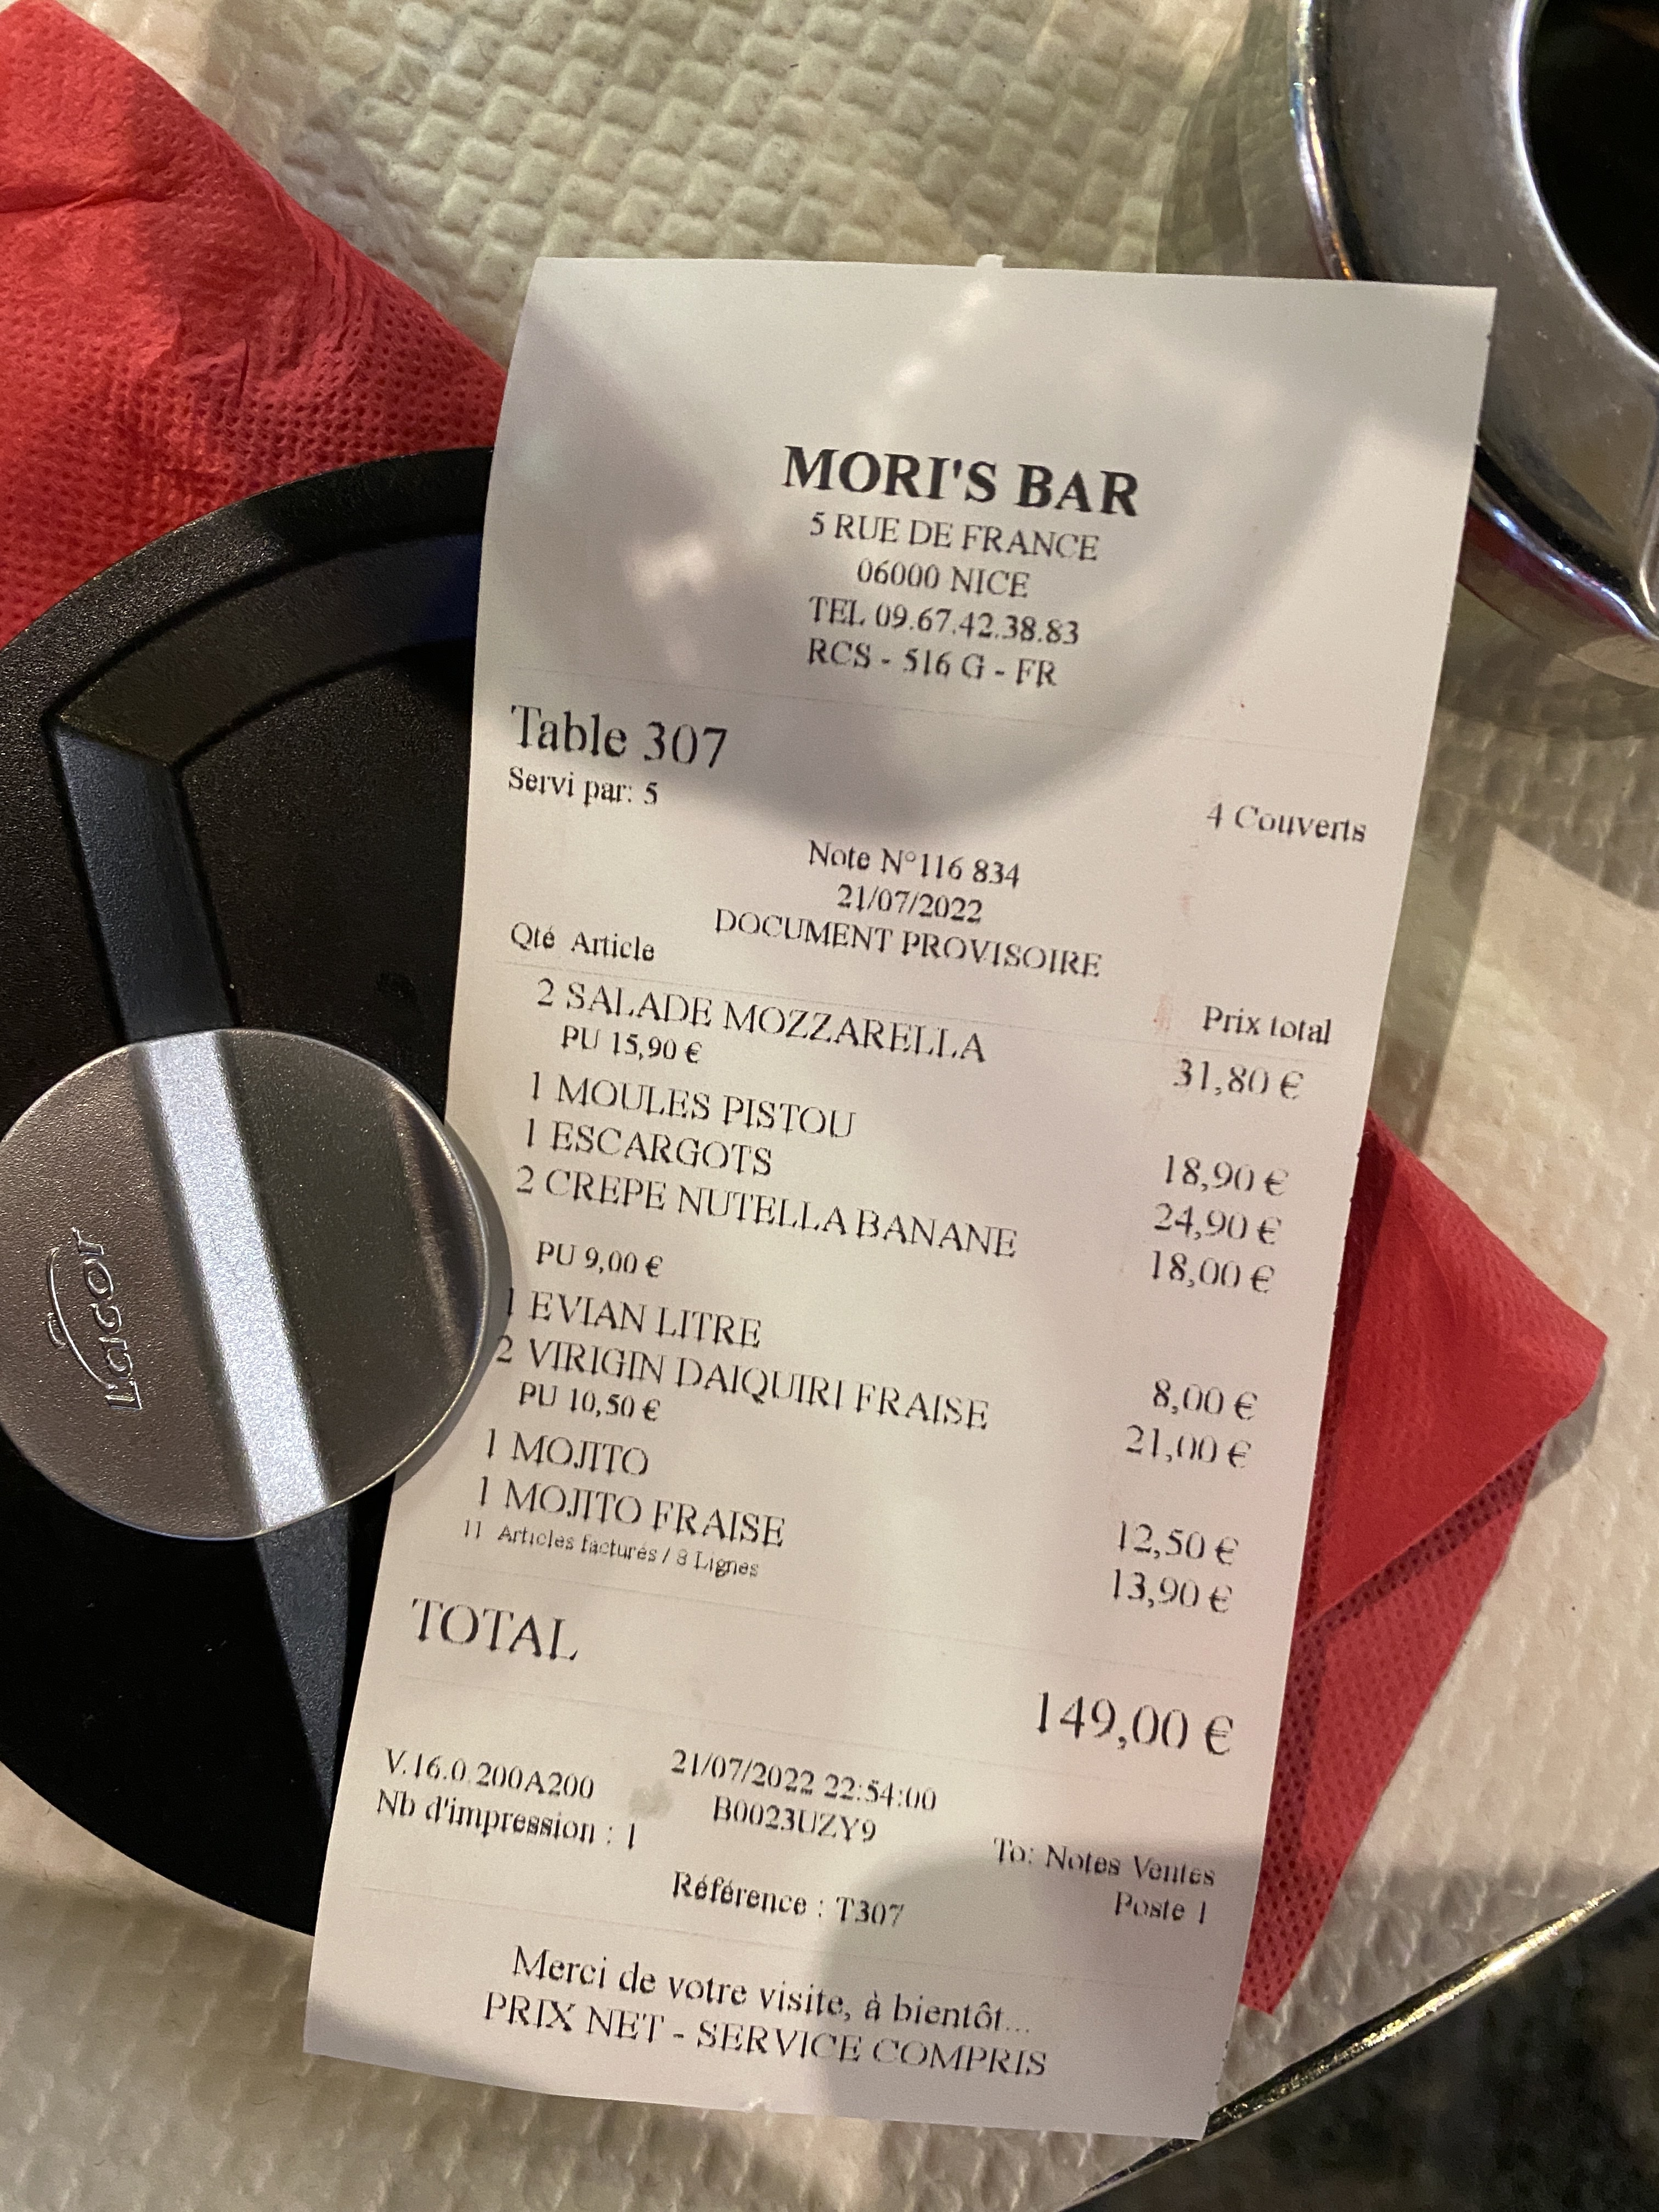 MORI'S BAR
5 RUE DE FRANCE
06000 NICE
TEL 09.67.42.38.83
RCS - 516 G - FR
Table 307
Servi par: 5
4 Couverts
Note N°116 834
21/07/2022
DOCUMENT PROVISOIRE
Qté Article Prix total
2 SALADE MOZZARELLA 31,80 €
PU 15,90 €
1 MOULES PISTOU 18,90 €
1 ESCARGOTS 24,90 €
2 CREPE NUTELLA BANANE 18,00 €
PU 9,00 €
1 EVIAN LITRE 8,00 €
2 VIRIGIN DAIQUIRI FRAISE 21,00 €
PU 10,50 €
1 MOJITO 12,50 €
1 MOJITO FRAISE 13,90 €
11 Articles facturés / 8 Lignes
TOTAL 149,00 €
21/07/2022 22:54:00
V.16.0.200A200 B0023UZY9 To: Notes Ventes
Nb d'impression : 1 Poste 1
Référence : T307
Merci de votre visite, à bientôt...
PRIX NET - SERVICE COMPRIS
Lacor